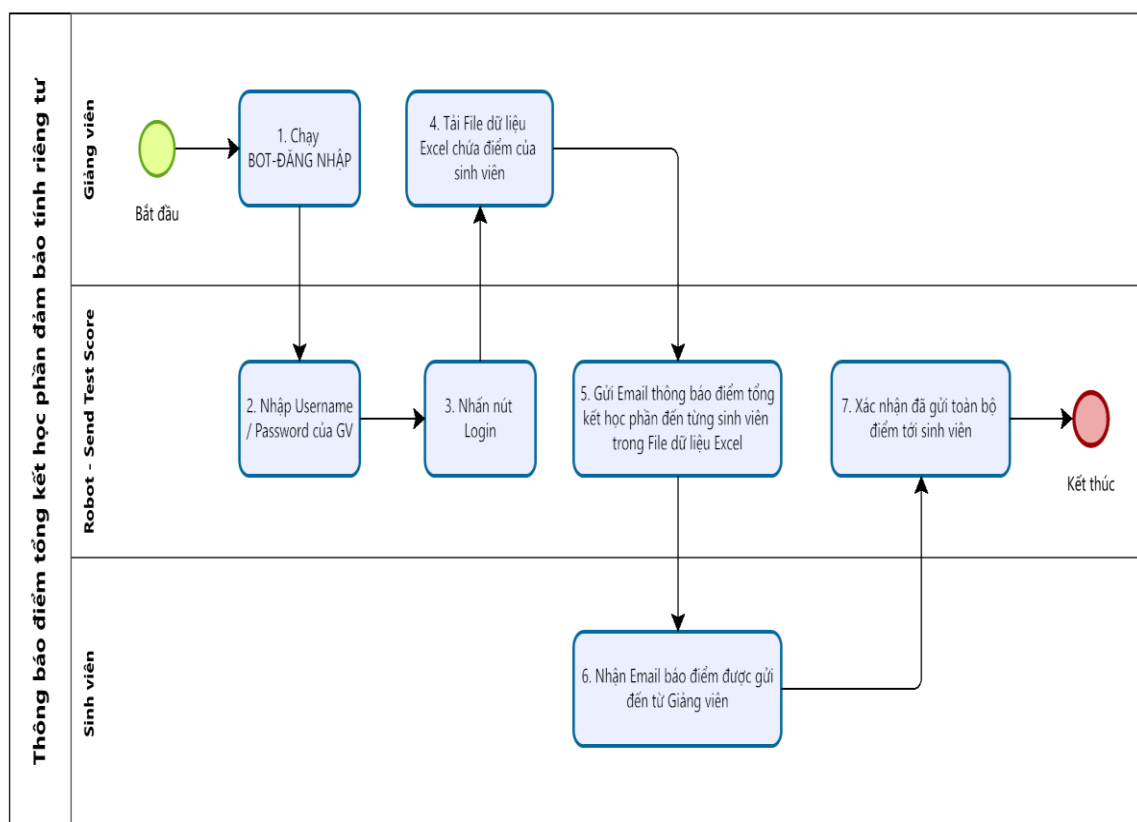 Thông báo điểm tổng kết học phần đảm bảo tính riêng tư
Giảng viên
Bắt đầu
1. Chạy
BOT-ĐĂNG NHẬP
4. Tải File dữ liệu
Excel chứa điểm của
sinh viên
Robot - Send Test Score
2. Nhập Username
/ Password của GV
3. Nhấn nút
Login
5. Gửi Email thông báo điểm tổng
kết học phần đến từng sinh viên
trong File dữ liệu Excel
7. Xác nhận đã gửi toàn bộ
điểm tới sinh viên
Kết thúc
Sinh viên
6. Nhận Email báo điểm được gửi
đến từ Giảng viên